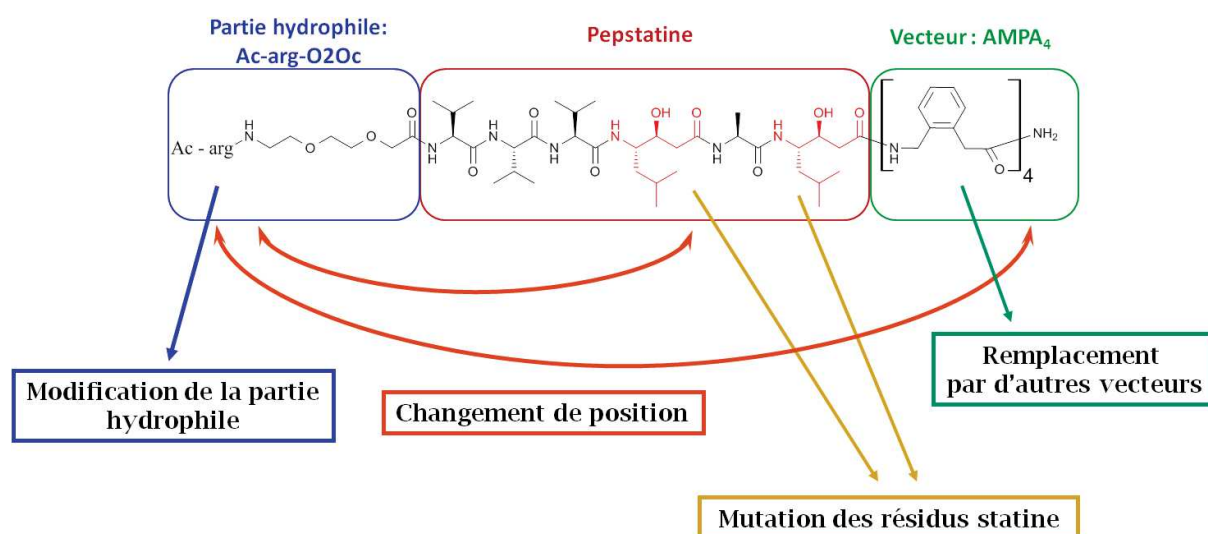 Partie hydrophile:
Ac-arg-O2Oc
Pepstatine
Vecteur : AMPA4
Ac - arg
H
N
O
O
O
N
H
O
H
N
O
N
H
O
H
N
OH
O
N
H
O
H
N
OH
O
N
H
O
4
NH2
Modification de la partie
hydrophile
Changement de position
Remplacement
par d'autres vecteurs
Mutation des résidus statine